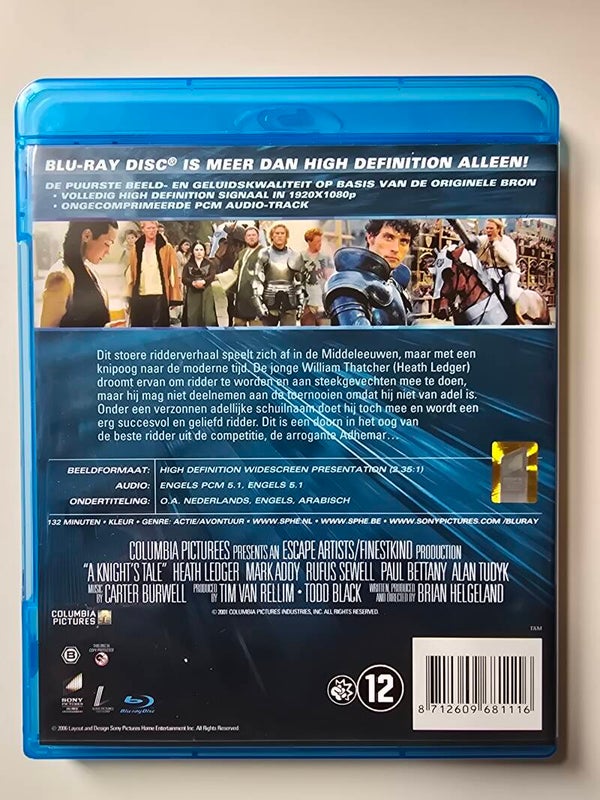 BLU-RAY DISC® IS MEER DAN HIGH DEFINITION ALLEEN!
DE PUURSTE BEELD- EN GELUIDSKWALITEIT OP BASIS VAN DE ORIGINELE BRON
• VOLLEDIG HIGH DEFINITION SIGNAAL IN 1920X1080p
• ONGECOMPRIMEERDE PCM AUDIO-TRACK
Dit stoere ridderverhaal speelt zich af in de Middeleeuwen, maar met een
knipoog naar de moderne tijd. De jonge William Thatcher (Heath Ledger)
droomt ervan om ridder te worden en aan steekgevechten mee te doen,
maar hij mag niet deelnemen aan de toernooien omdat hij niet van adel is.
Onder een verzonnen adellijke schuilnaam doet hij toch mee en wordt een
erg succesvol en geliefd ridder. Dit is een doorn in het oog van
de beste ridder uit de competitie, de arrogante Adhemar...
BEELDFORMAAT: HIGH DEFINITION WIDESCREEN PRESENTATION (2.35:1)
AUDIO: ENGELS PCM 5.1, ENGELS 5.1
ONDERTITELING: O.A. NEDERLANDS, ENGELS, ARABISCH
132 MINUTEN • KLEUR • GENRE: ACTIE/AVONTUUR • WWW.SPHE.NL • WWW.SPHE.BE • WWW.SONYPICTURES.COM /BLURAY
COLUMBIA PICTUREES PRESENTS AN ESCAPE ARTISTS/FINESTKIND PRODUCTION
"A KNIGHT'S TALE" HEATH LEDGER MARK ADDY RUFUS SEWELL PAUL BETTANY ALAN TUDYK
MUSIC BY CARTER BURWELL PRODUCED BY TIM VAN RELLIM • TODD BLACK WRITTEN, PRODUCED AND DIRECTED BY BRIAN HELGELAND
© 2001 COLUMBIA PICTURES INDUSTRIES, INC. ALL RIGHTS RESERVED.
COLUMBIA
PICTURES
TAM
B
THIS DISC IS
COPY PROTECTED
12
SONY
PICTURES
Blu-ray Disc
8 712609 681116
© 2006 Layout and Design Sony Pictures Home Entertainment Inc. All Rights Reserved.